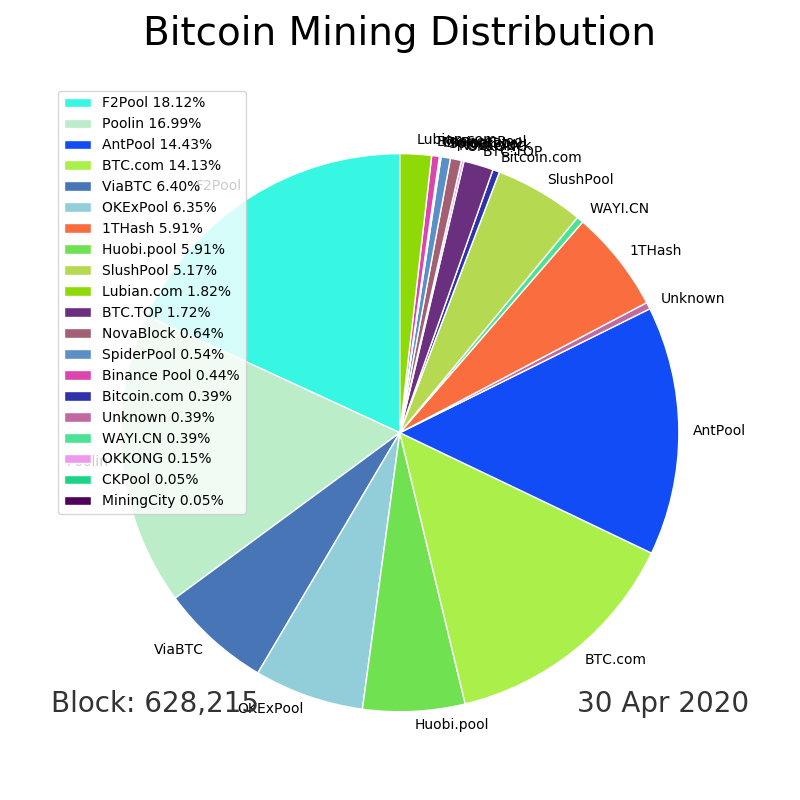 Bitcoin Mining Distribution
F2Pool 18.12%
Poolin 16.99%
AntPool 14.43%
BTC.com 14.13%
ViaBTC 6.40%
OKExPool 6.35%
1THash 5.91%
Huobi.pool 5.91%
SlushPool 5.17%
Lubian.com 1.82%
BTC.TOP 1.72%
NovaBlock 0.64%
SpiderPool 0.54%
Binance Pool 0.44%
Bitcoin.com 0.39%
Unknown 0.39%
WAYI.CN 0.39%
OKKONG 0.15%
CKPool 0.05%
MiningCity 0.05%
F2Pool
Poolin
Lubian.com
BTC.TOP
Bitcoin.com
SlushPool
WAYI.CN
1THash
Unknown
AntPool
BTC.com
Huobi.pool
OKExPool
ViaBTC
Block: 628,215
30 Apr 2020